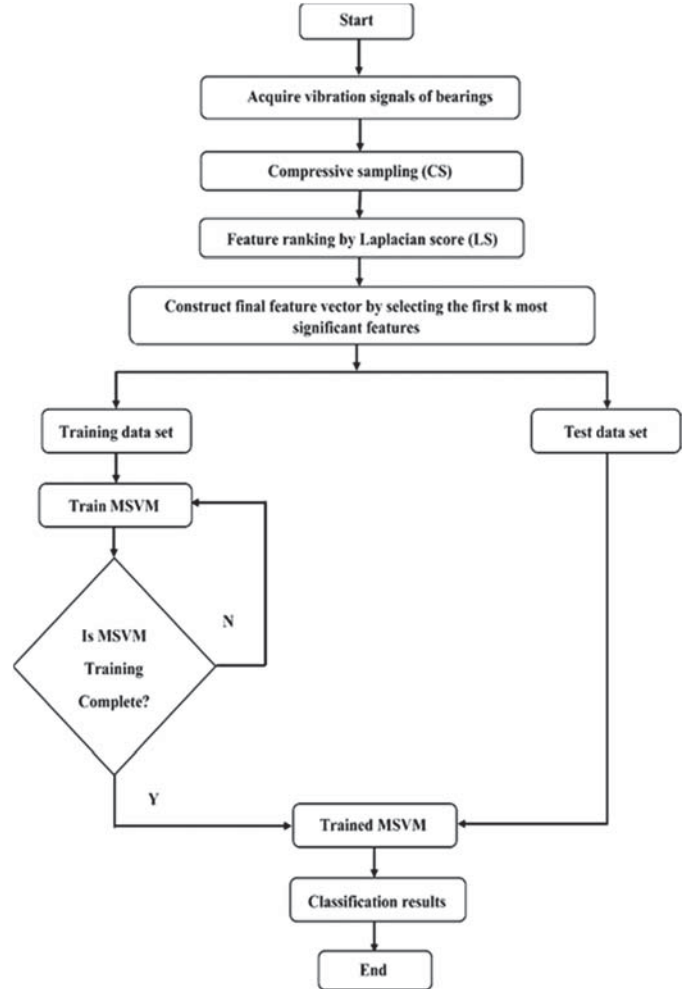 Start
Acquire vibration signals of bearings
Compressive sampling (CS)
Feature ranking by Laplacian score (LS)
Construct final feature vector by selecting the first k most
significant features
Training data set
Test data set
Train MSVM
N
Is MSVM
Training
Complete?
Y
Trained MSVM
Classification results
End